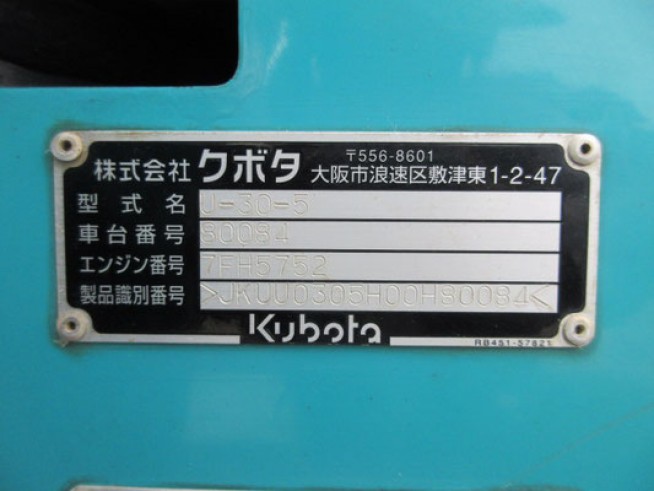 株式会社 クボタ 〒556-8601
大阪市浪速区敷津東1-2-47
型式名 U-30-5
車台番号 80084
エンジン番号 7FH5752
製品識別番号 >JKUU0305H00H80084<
Kubota
RB451-57821